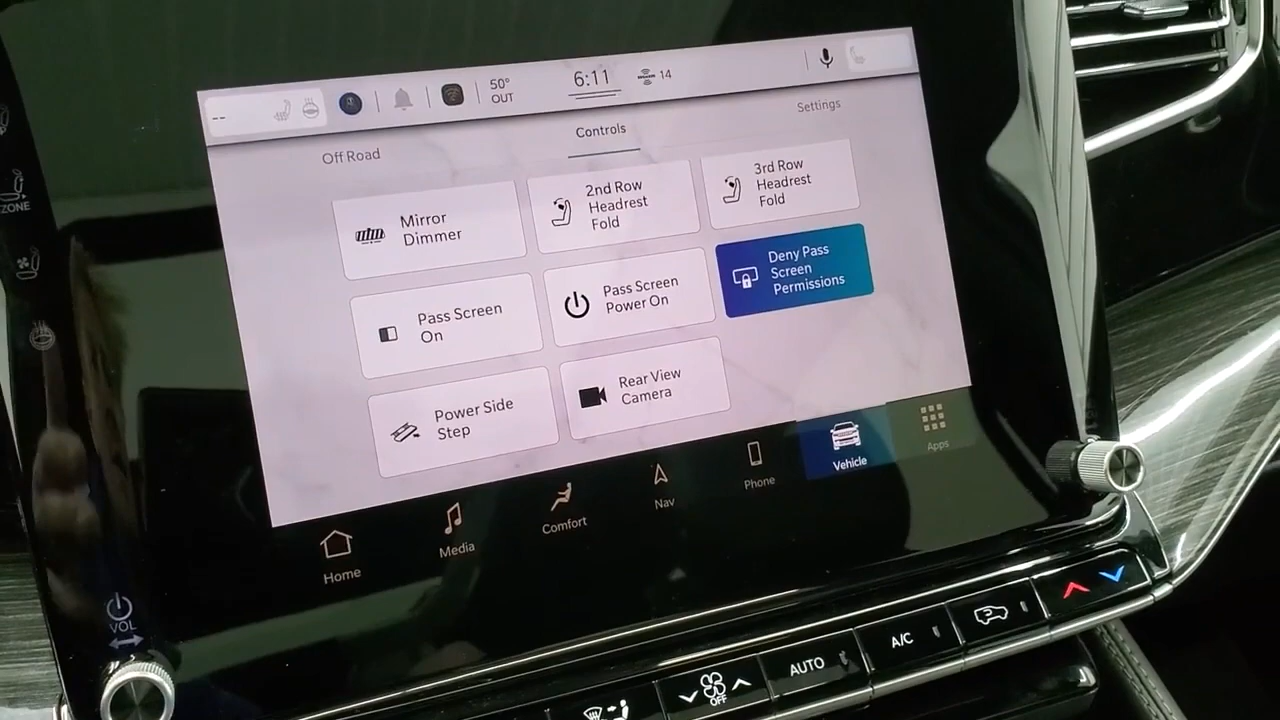 --
50°
OUT
6:11
14
Off Road
Controls
Settings
Mirror
Dimmer
2nd Row
Headrest
Fold
3rd Row
Headrest
Fold
Pass Screen
On
Pass Screen
Power On
Deny Pass
Screen
Permissions
Power Side
Step
Rear View
Camera
Home
Media
Comfort
Nav
Phone
Vehicle
Apps
ZONE
VOL
OFF
AUTO
A/C